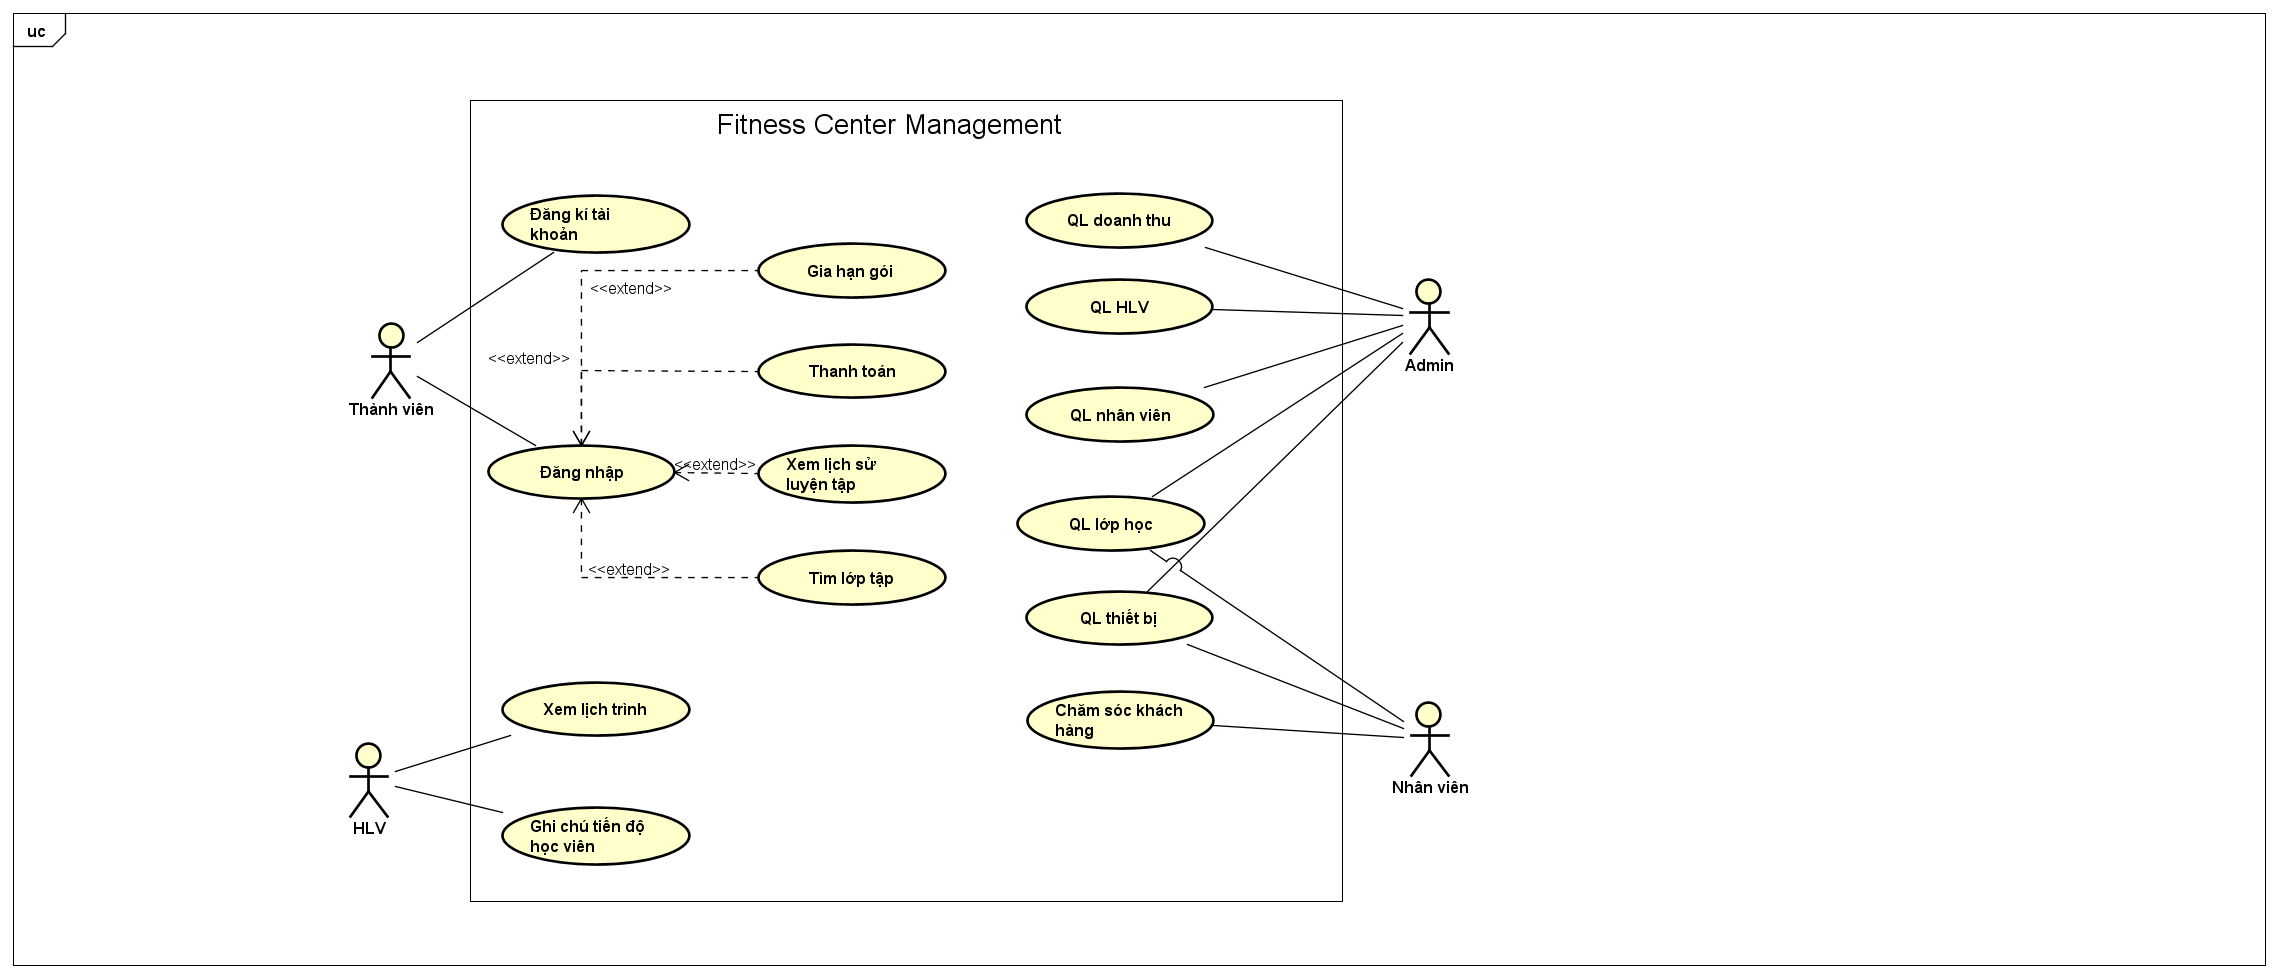 uc
Fitness Center Management
Đăng kí tài
khoản
QL doanh thu
Gia hạn gói
<<extend>>
QL HLV
Admin
<<extend>>
Thanh toán
Thành viên
QL nhân viên
Đăng nhập
<<extend>>
Xem lịch sử
luyện tập
QL lớp học
<<extend>>
Tìm lớp tập
QL thiết bị
Xem lịch trình
Chăm sóc khách
hàng
Nhân viên
HLV
Ghi chú tiến độ
học viên